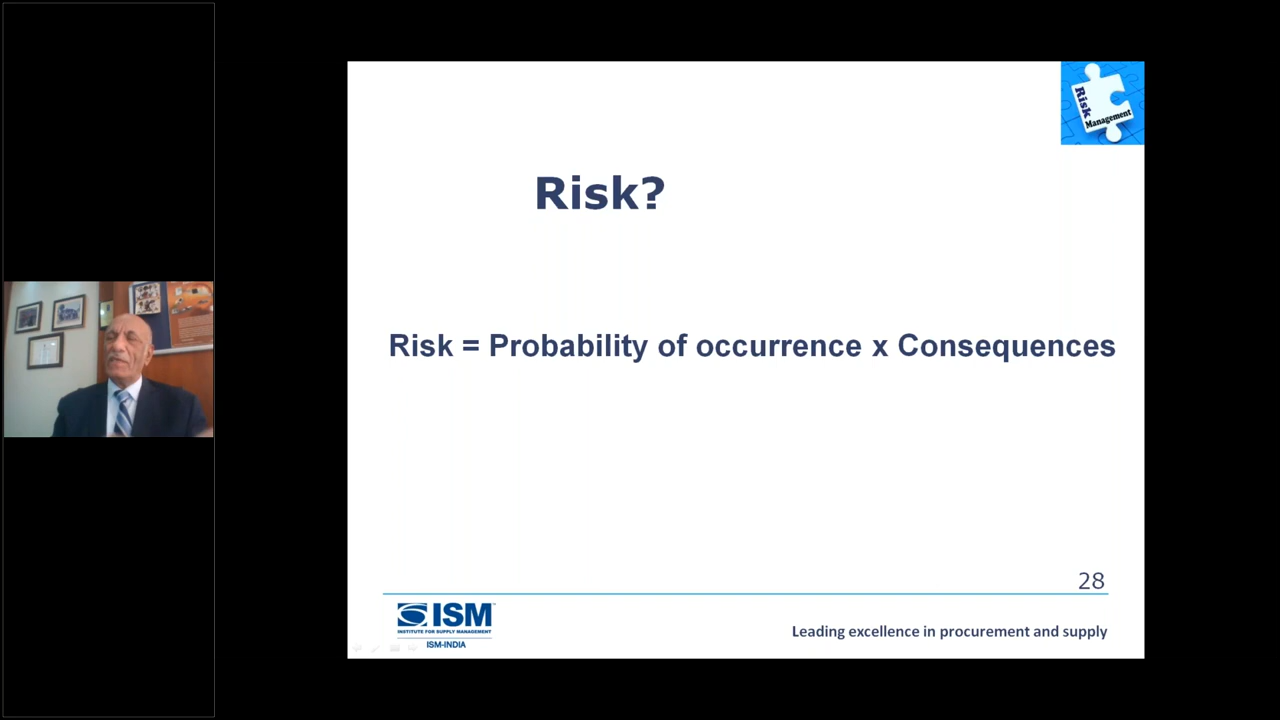 Risk
Management
Risk?
Risk = Probability of occurrence x Consequences
28
ISM
INSTITUTE FOR SUPPLY MANAGEMENT
ISM-INDIA
Leading excellence in procurement and supply